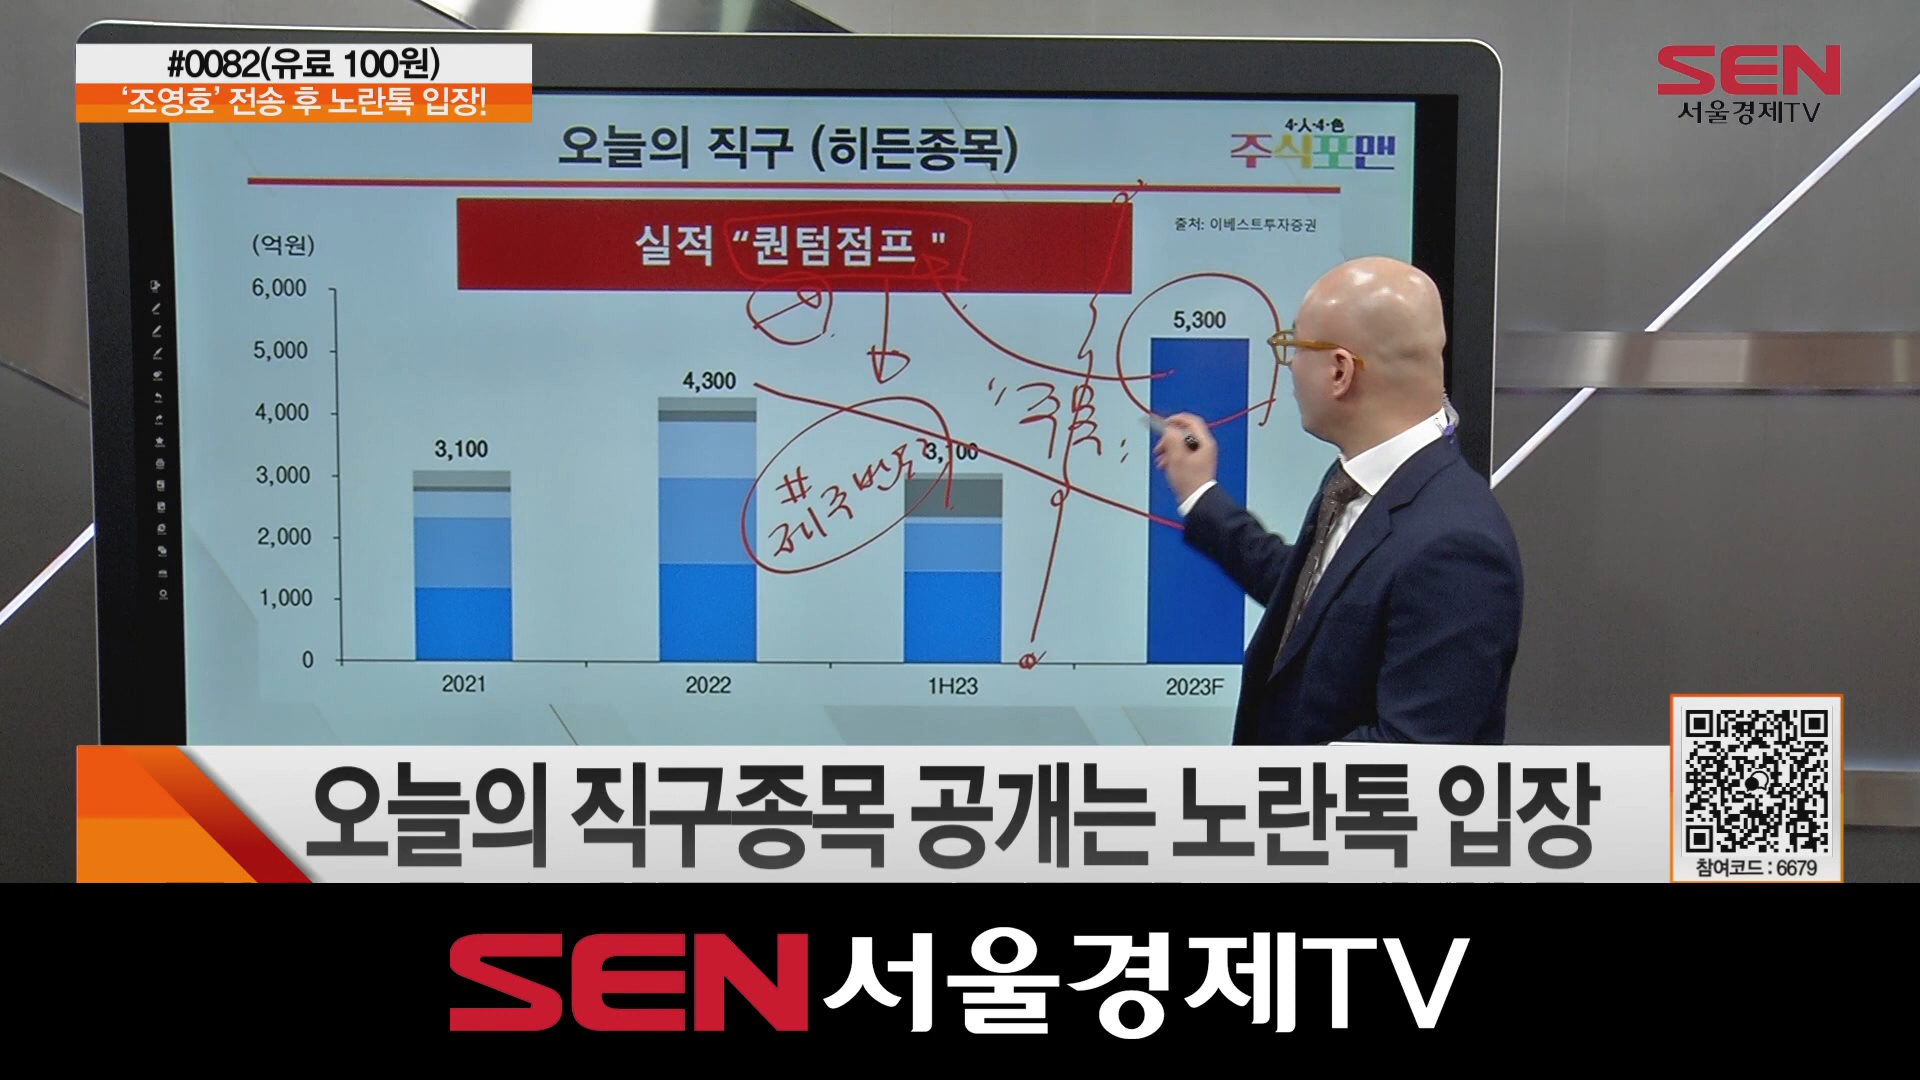 #0082(유료 100원)
‘조영호’ 전송 후 노란톡 입장!
SEN
서울경제TV
오늘의 직구 (히든종목)
4·人·4·色
주식포맨
실적 “퀀텀점프 "
출처: 이베스트투자증권
(억원)
6,000
5,000
4,000
3,000
2,000
1,000
0
3,100
4,300
5,300
2021
2022
1H23
2023F
오늘의 직구종목 공개는 노란톡 입장
참여코드 : 6679
SEN서울경제TV